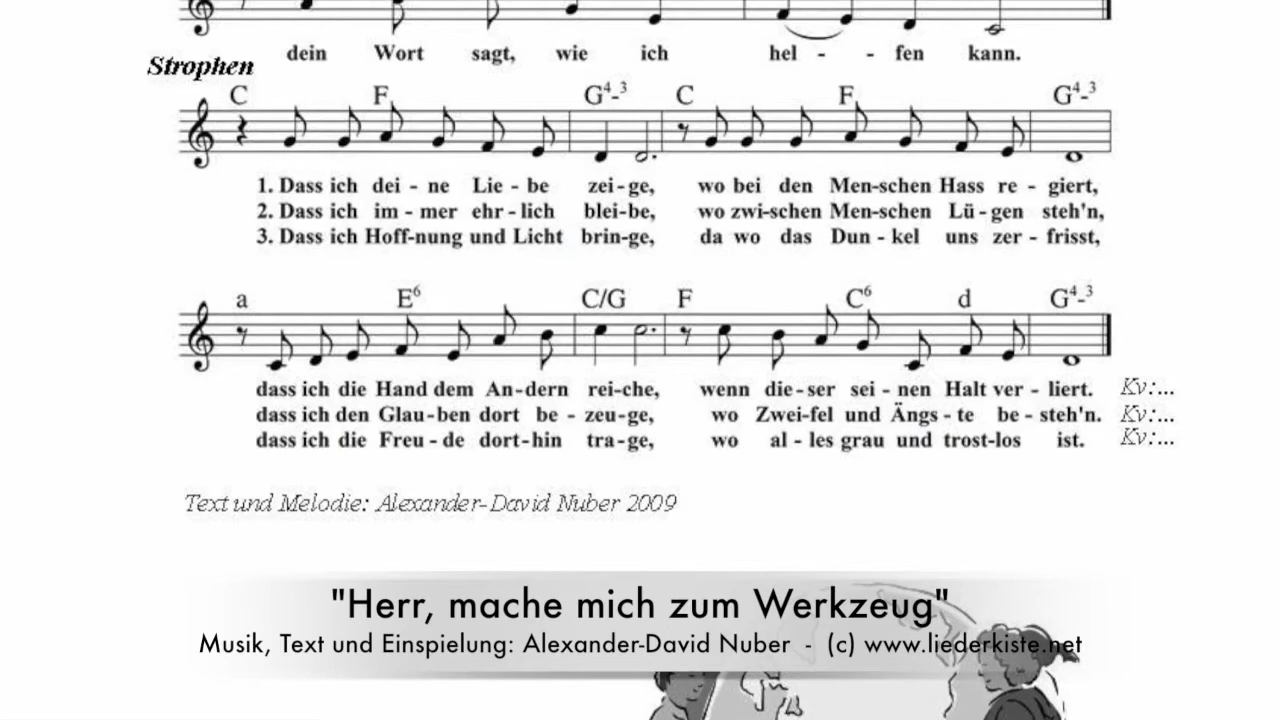 dein Wort sagt, wie ich hel - - fen kann.
Strophen
C F G4-3 C F G4-3
1. Dass ich dei - ne Lie - be zei - ge, wo bei den Men-schen Hass re - giert,
2. Dass ich im - mer ehr - lich blei-be, wo zwi-schen Men-schen Lü - gen steh'n,
3. Dass ich Hoff-nung und Licht brin-ge, da wo das Dun - kel uns zer - frisst,
a E6 C/G F C6 d G4-3
dass ich die Hand dem An-dern rei-che, wenn die-ser sei - nen Halt ver - liert. Kv:...
dass ich den Glau-ben dort be - zeu-ge, wo Zwei-fel und Ängs - te be - steh'n. Kv:...
dass ich die Freu - de dort-hin tra-ge, wo al - les grau und trost-los ist. Kv:...
Text und Melodie: Alexander-David Nuber 2009
"Herr, mache mich zum Werkzeug"
Musik, Text und Einspielung: Alexander-David Nuber - (c) www.liederkiste.net